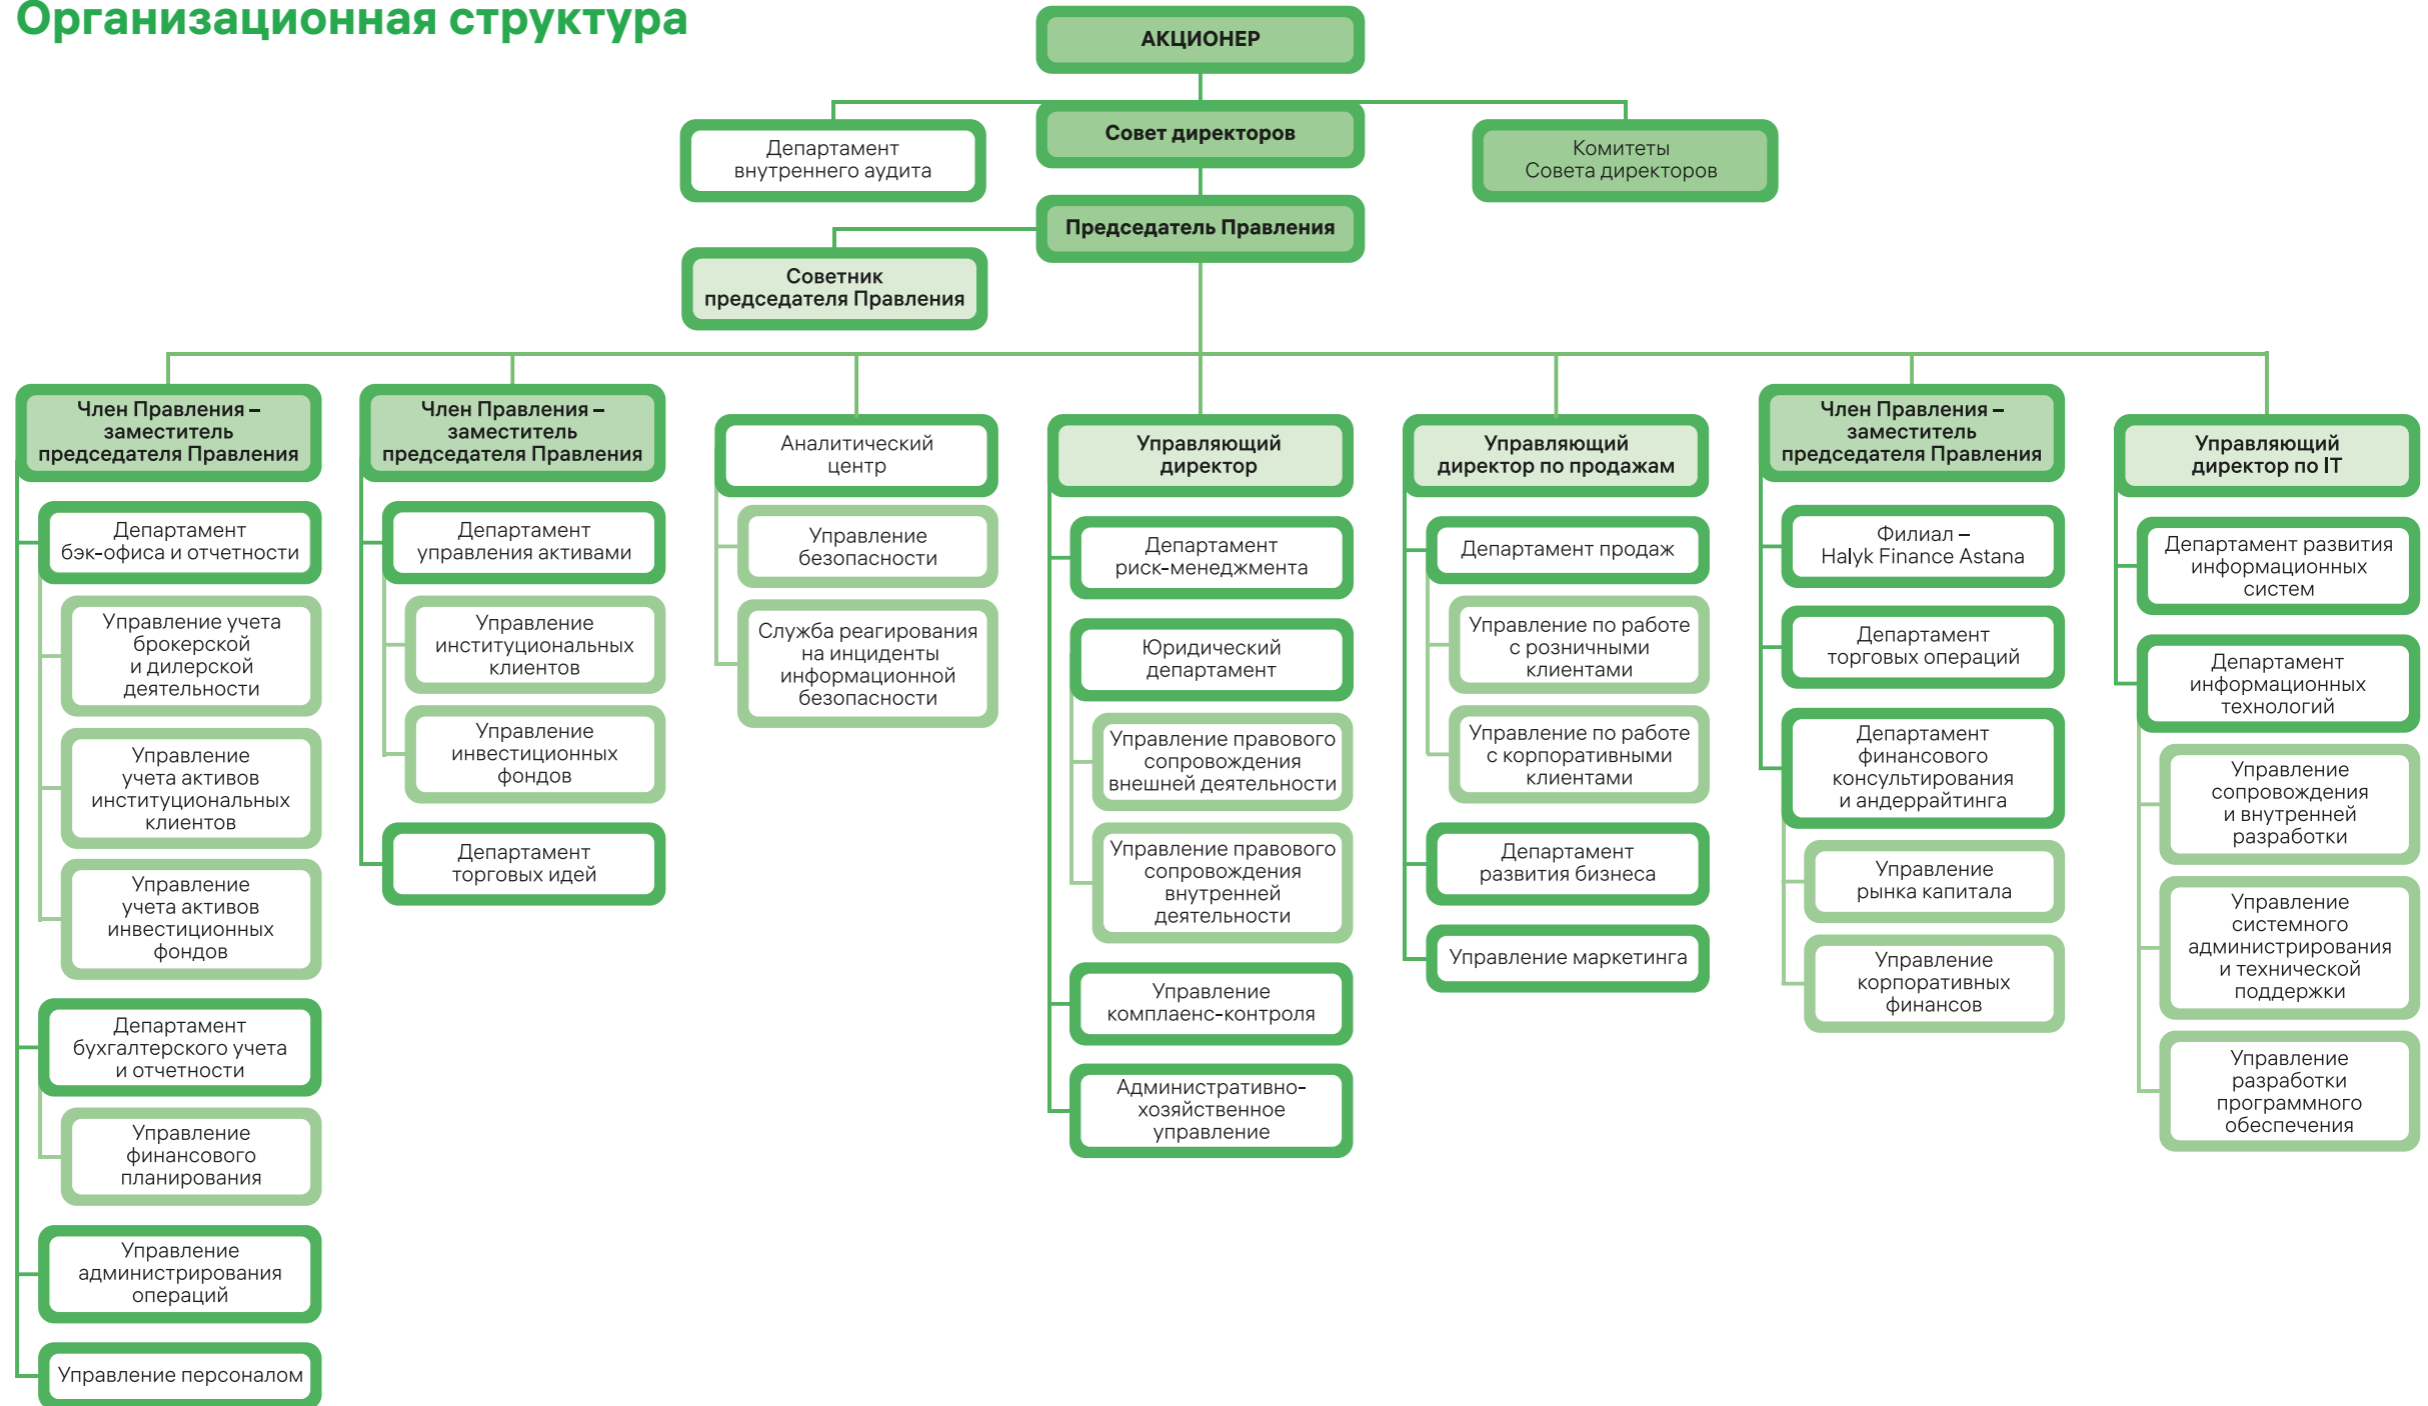 Организационная структура
АКЦИОНЕР
Департамент
внутреннего аудита
Совет директоров
Комитеты
Совета директоров
Председатель Правления
Советник
председателя Правления
Член Правления –
заместитель
председателя Правления
Департамент
бэк-офиса и отчетности
Управление учета
брокерской
и дилерской
деятельности
Управление
учета активов
институциональных
клиентов
Управление
учета активов
инвестиционных
фондов
Департамент
бухгалтерского учета
и отчетности
Управление
финансового
планирования
Управление
администрирования
операций
Управление персоналом
Член Правления –
заместитель
председателя Правления
Департамент
управления активами
Управление
институциональных
клиентов
Управление
инвестиционных
фондов
Департамент
торговых идей
Аналитический
центр
Управление
безопасности
Служба реагирования
на инциденты
информационной
безопасности
Управляющий
директор
Департамент
риск-менеджмента
Юридический
департамент
Управление правового
сопровождения
внешней деятельности
Управление правового
сопровождения
внутренней
деятельности
Управление
комплаенс-контроля
Административно-
хозяйственное
управление
Управляющий
директор по продажам
Департамент продаж
Управление по работе
с розничными
клиентами
Управление по работе
с корпоративными
клиентами
Департамент
развития бизнеса
Управление маркетинга
Член Правления –
заместитель
председателя Правления
Филиал –
Halyk Finance Astana
Департамент
торговых операций
Департамент
финансового
консультирования
и андеррайтинга
Управление
рынка капитала
Управление
корпоративных
финансов
Управляющий
директор по IT
Департамент развития
информационных
систем
Департамент
информационных
технологий
Управление
сопровождения
и внутренней
разработки
Управление
системного
администрирования
и технической
поддержки
Управление
разработки
программного
обеспечения